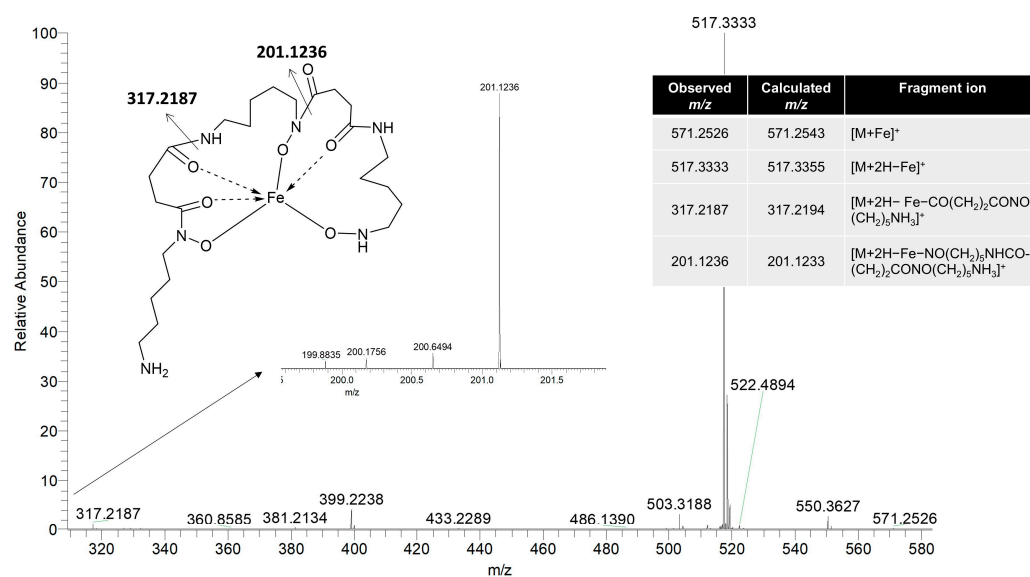 517.3333
100
90
80
70
60
50
40
30
20
10
0
Relative Abundance
317.2187
201.1236
O
O
N
O
NH
NH
O
O
O
Fe
N
O
O
N
H
NH2
201.1236
199.8835
200.1756
200.6494
5
200.0
200.5
201.0
201.5
m/z
Observed m/z
Calculated m/z
Fragment ion
571.2526
571.2543
[M+Fe]⁺
517.3333
517.3355
[M+2H−Fe]⁺
317.2187
317.2194
[M+2H− Fe−CO(CH₂)₂CONO
(CH₂)₅NH₃]⁺
201.1236
201.1233
[M+2H−Fe−NO(CH₂)₅NHCO-
(CH₂)₂CONO(CH₂)₅NH₃]⁺
522.4894
317.2187
360.8585
381.2134
399.2238
433.2289
486.1390
503.3188
550.3627
571.2526
320
340
360
380
400
420
440
460
480
500
520
540
560
580
m/z